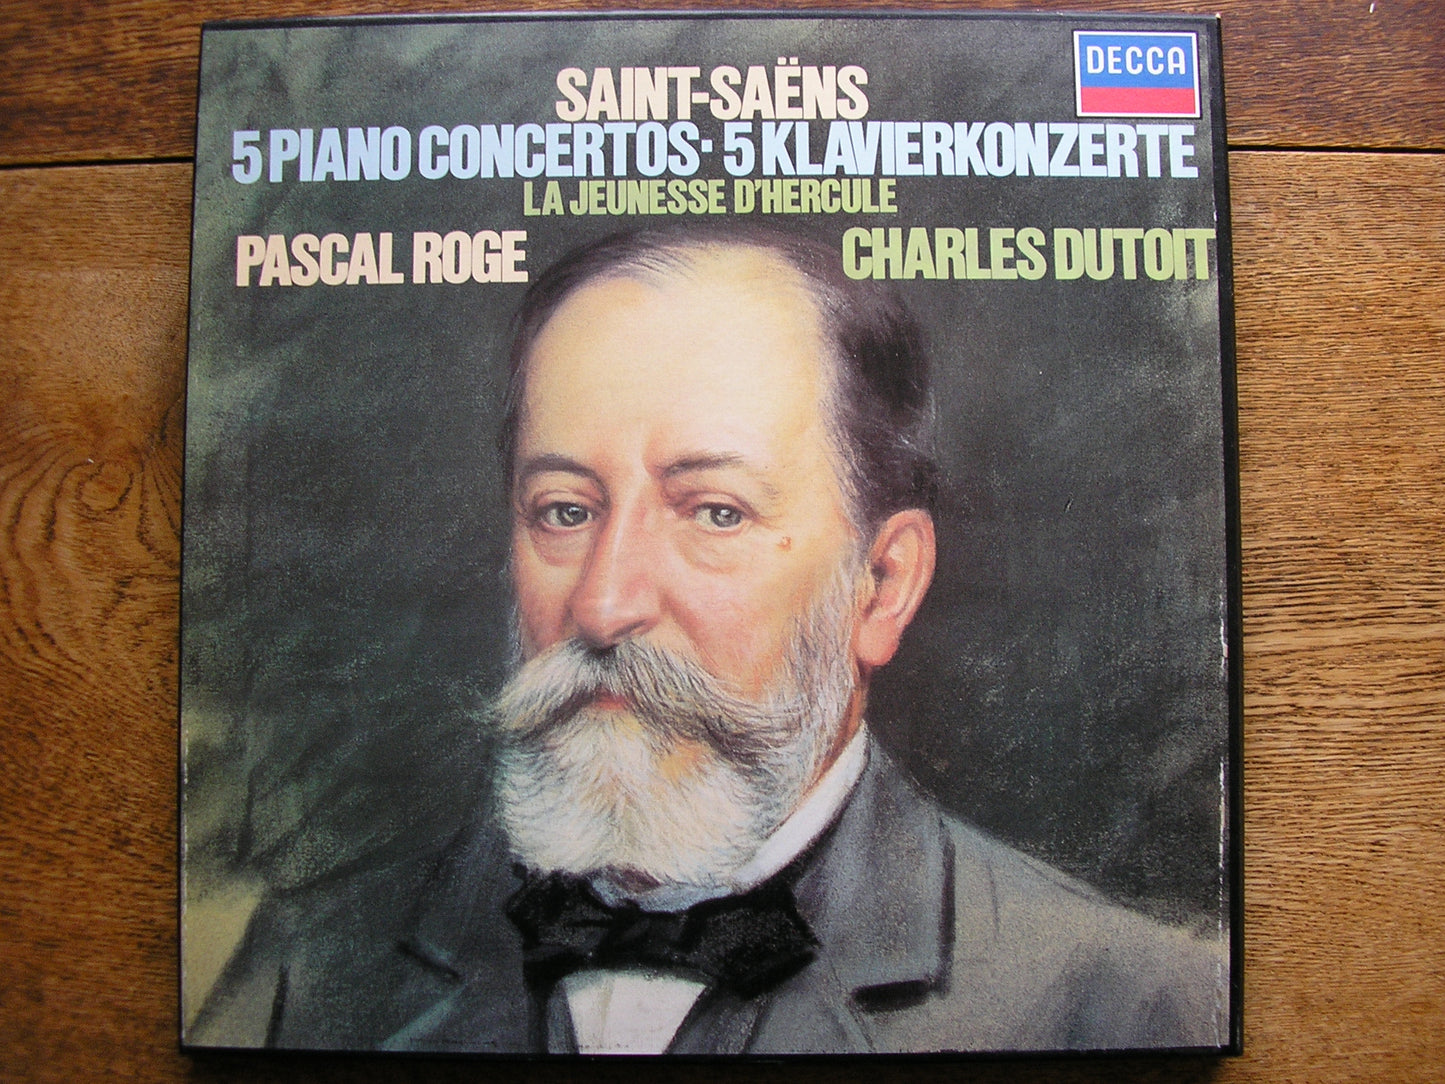 DECCA
SAINT-SAËNS
5 PIANO CONCERTOS · 5 KLAVIERKONZERTE
LA JEUNESSE D'HERCULE
PASCAL ROGE CHARLES DUTOIT